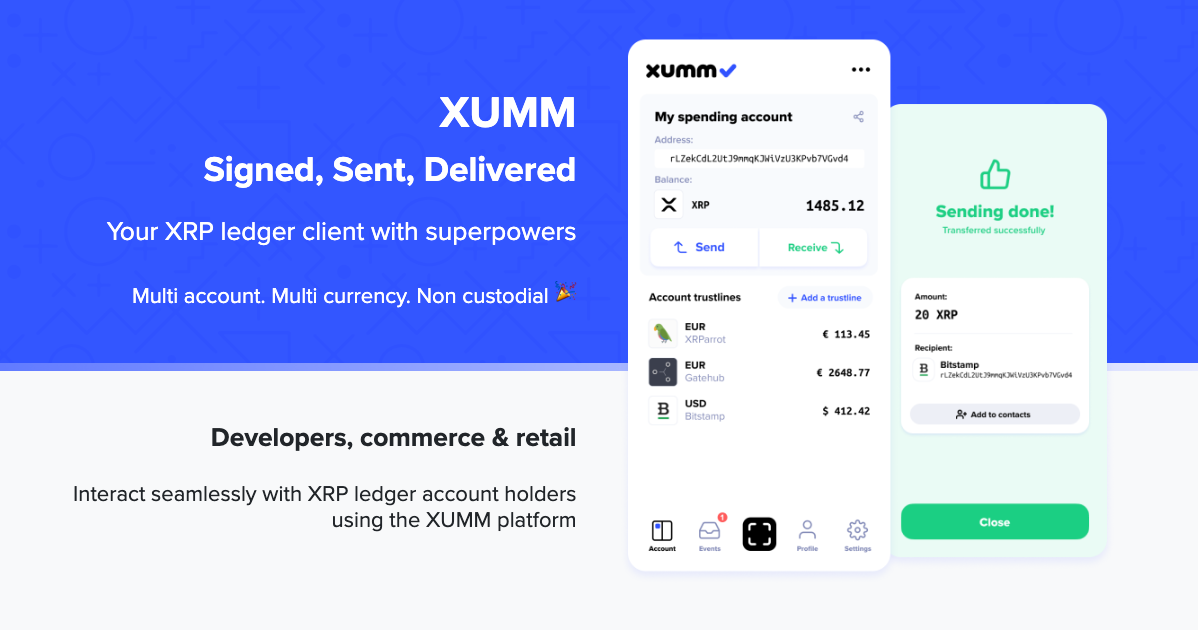 XUMM
Signed, Sent, Delivered
Your XRP ledger client with superpowers
Multi account. Multi currency. Non custodial 🎉
Developers, commerce & retail
Interact seamlessly with XRP ledger account holders
using the XUMM platform
xumm
My spending account
Address:
rLZekCdL2UtJ9mmqKJWiVzU3KPvb7VGvd4
Balance:
XRP 1485.12
Send Receive
Account trustlines + Add a trustline
EUR
XRParrot
€ 113.45
EUR
Gatehub
€ 2648.77
USD
Bitstamp
$ 412.42
1
Account Events Profile Settings
Sending done!
Transferred successfully
Amount:
20 XRP
Recipient:
Bitstamp
rLZekCdL2UtJ9mmqKJWiVzU3KPvb7VGvd4
Add to contacts
Close